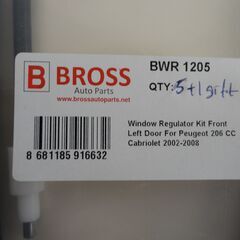 B BROSS
Auto Parts
www.brossautoparts.com
BWR 1205
QTY: 5+1 gift
Window Regulator Kit Front
Left Door For Peugeot 206 CC
Cabriolet 2002-2008
8 681185 916632